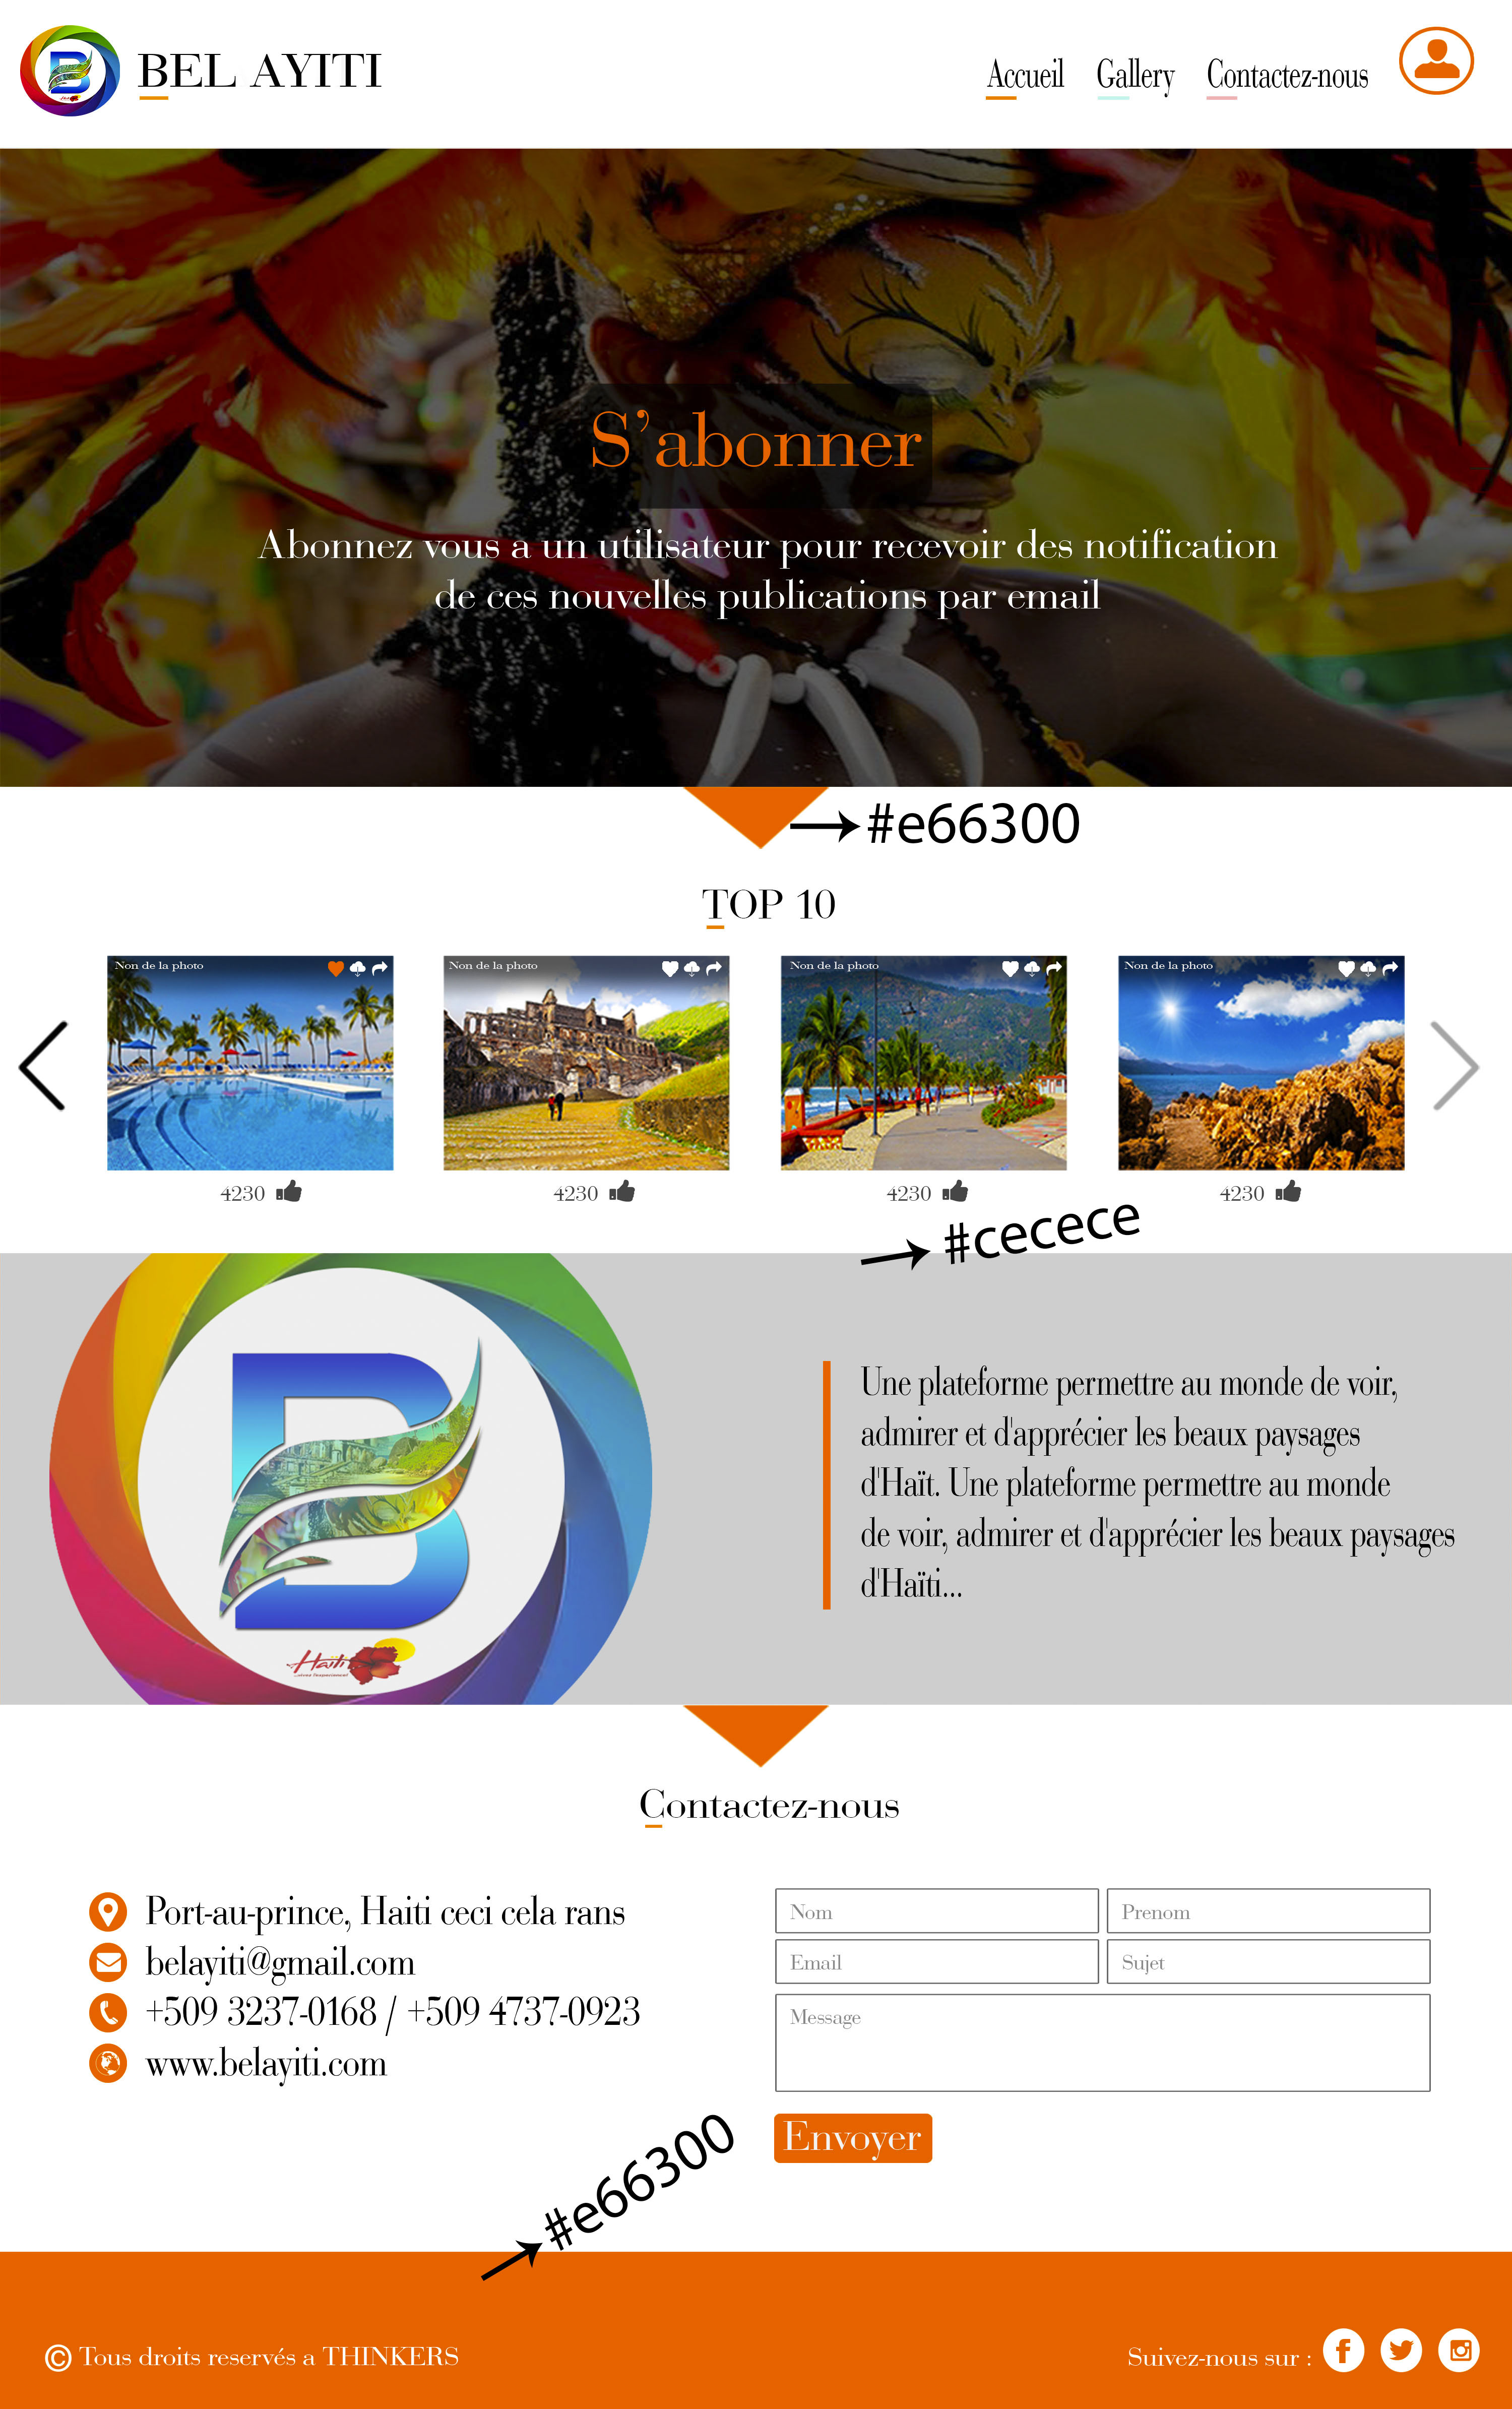 BEL AYITI
Accueil
Gallery
Contactez-nous
S'abonner
Abonnez vous a un utilisateur pour recevoir des notification
de ces nouvelles publications par email
#e66300
TOP 10
Non de la photo
Non de la photo
Non de la photo
Non de la photo
4230
4230
4230
4230
#cecece
B
Haïti
Une plateforme permettre au monde de voir,
admirer et d'apprécier les beaux paysages
d'Haït. Une plateforme permettre au monde
de voir, admirer et d'apprécier les beaux paysages
d'Haïti...
Contactez-nous
Port-au-prince, Haiti ceci cela rans
belayiti@gmail.com
+509 3237-0168 / +509 4737-0923
www.belayiti.com
Nom
Prenom
Email
Sujet
Message
Envoyer
#e66300
© Tous droits reservés a THINKERS
Suivez-nous sur :